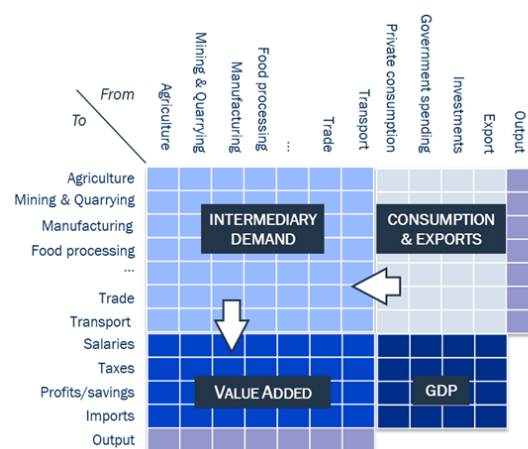 From
To
Agriculture
Mining & Quarrying
Manufacturing
Food processing
...
Trade
Transport
Private consumption
Government spending
Investments
Export
Output
Agriculture
Mining & Quarrying
Manufacturing
Food processing
...
Trade
Transport
Salaries
Taxes
Profits/savings
Imports
Output
INTERMEDIARY
DEMAND
CONSUMPTION
& EXPORTS
VALUE ADDED
GDP